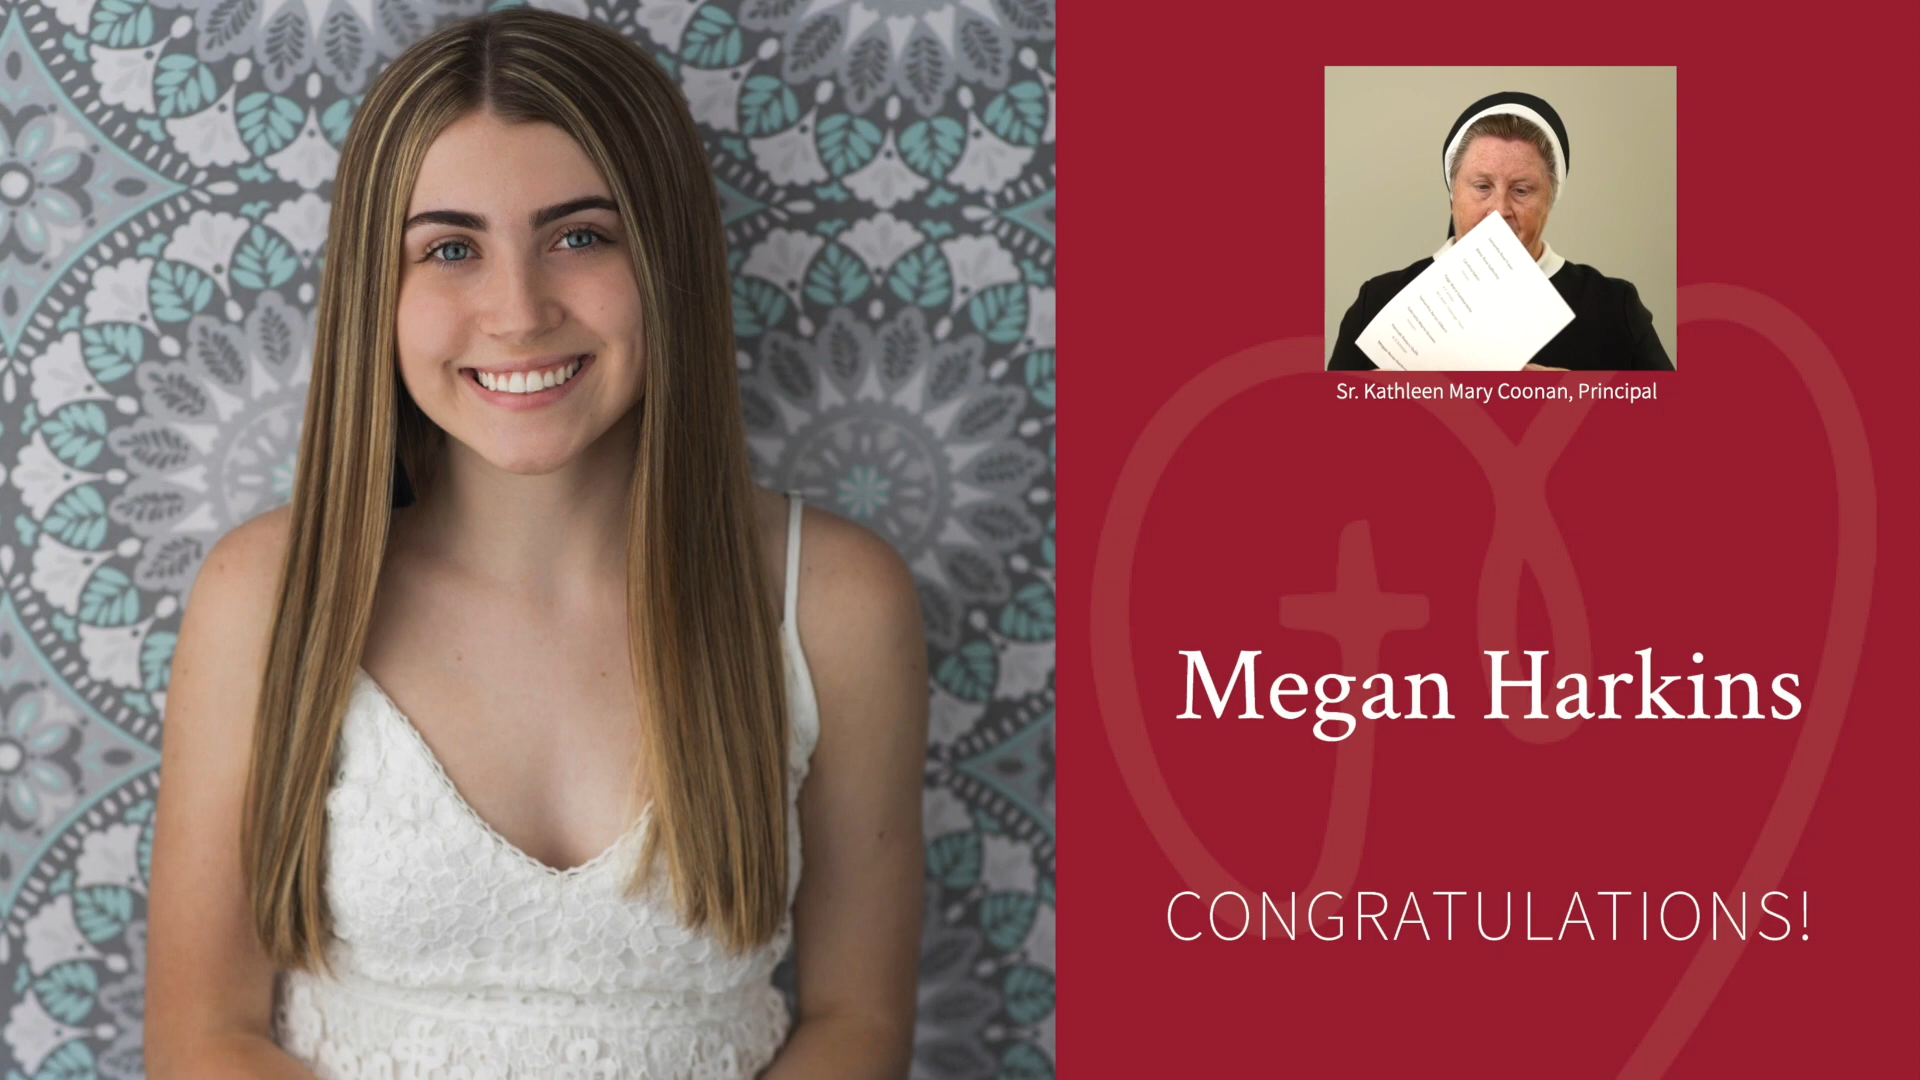 Sr. Kathleen Mary Coonan, Principal
Megan Harkins
CONGRATULATIONS!